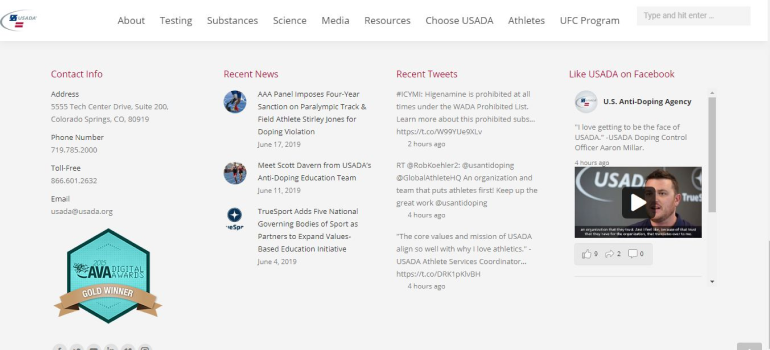 USADA
About Testing Substances Science Media Resources Choose USADA Athletes UFC Program
Type and hit enter ...
Contact Info
Address
5555 Tech Center Drive, Suite 200,
Colorado Springs, CO, 80919
Phone Number
719.785.2000
Toll-Free
866.601.2632
Email
usada@usada.org
2015
AVA DIGITAL
AWARDS
GOLD WINNER
Recent News
AAA Panel Imposes Four-Year
Sanction on Paralympic Track &
Field Athlete Stirley Jones for
Doping Violation
June 17, 2019
Meet Scott Davern from USADA's
Anti-Doping Education Team
June 11, 2019
TrueSport Adds Five National
Governing Bodies of Sport as
Partners to Expand Values-
Based Education Initiative
June 4, 2019
Recent Tweets
#ICYMI: Higenamine is prohibited at all
times under the WADA Prohibited List.
Learn more about this prohibited subs...
https://t.co/W99YUe9XLv
2 hours ago
RT @RobKoehler2: @usantidoping
@GlobalAthleteHQ An organization and
team that puts athletes first! Keep up the
great work @usantidoping
4 hours ago
"The core values and mission of USADA
align so well with why I love athletics." -
USADA Athlete Services Coordinator...
https://t.co/DRK1pKlvBH
4 hours ago
Like USADA on Facebook
U.S. Anti-Doping Agency
"I love getting to be the face of
USADA." -USADA Doping Control
Officer Aaron Millar.
4 hours ago
USADA
TrueS
9 2 0